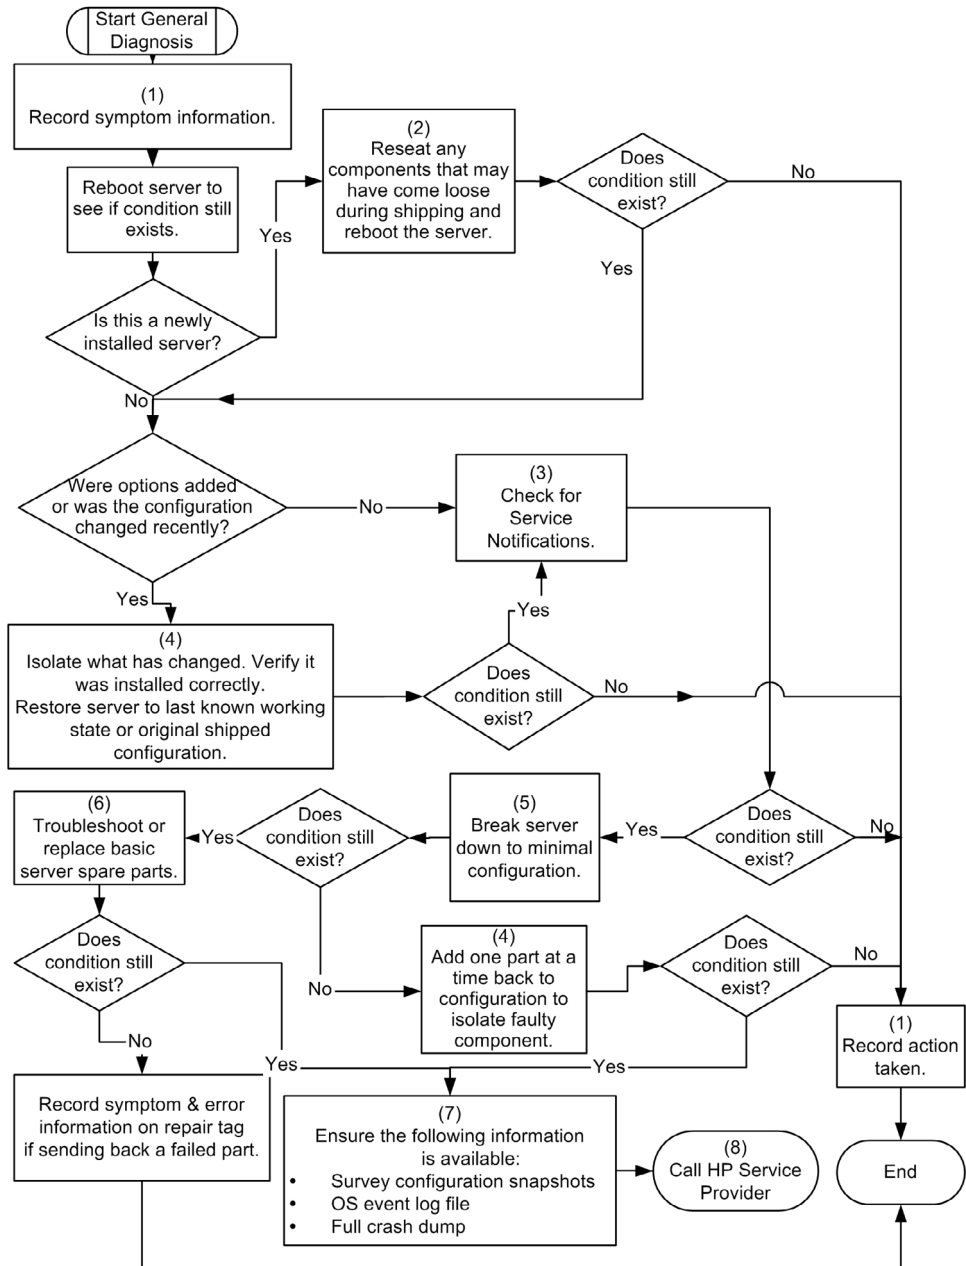 Start General
Diagnosis
(1)
Record symptom information.
Reboot server to
see if condition still
exists.
Is this a newly
installed server?
Yes
No
(2)
Reseat any
components that may
have come loose
during shipping and
reboot the server.
Does
condition still
exist?
No
Yes
Were options added
or was the configuration
changed recently?
No
Yes
(3)
Check for
Service
Notifications.
(4)
Isolate what has changed. Verify it
was installed correctly.
Restore server to last known working
state or original shipped
configuration.
Does
condition still
exist?
Yes
No
Does
condition still
exist?
No
Yes
(5)
Break server
down to minimal
configuration.
Does
condition still
exist?
Yes
No
(6)
Troubleshoot or
replace basic
server spare parts.
Does
condition still
exist?
Yes
No
(4)
Add one part at a
time back to
configuration to
isolate faulty
component.
Does
condition still
exist?
No
Yes
(1)
Record action
taken.
Record symptom & error
information on repair tag
if sending back a failed part.
(7)
Ensure the following information
is available:
• Survey configuration snapshots
• OS event log file
• Full crash dump
(8)
Call HP Service
Provider
End